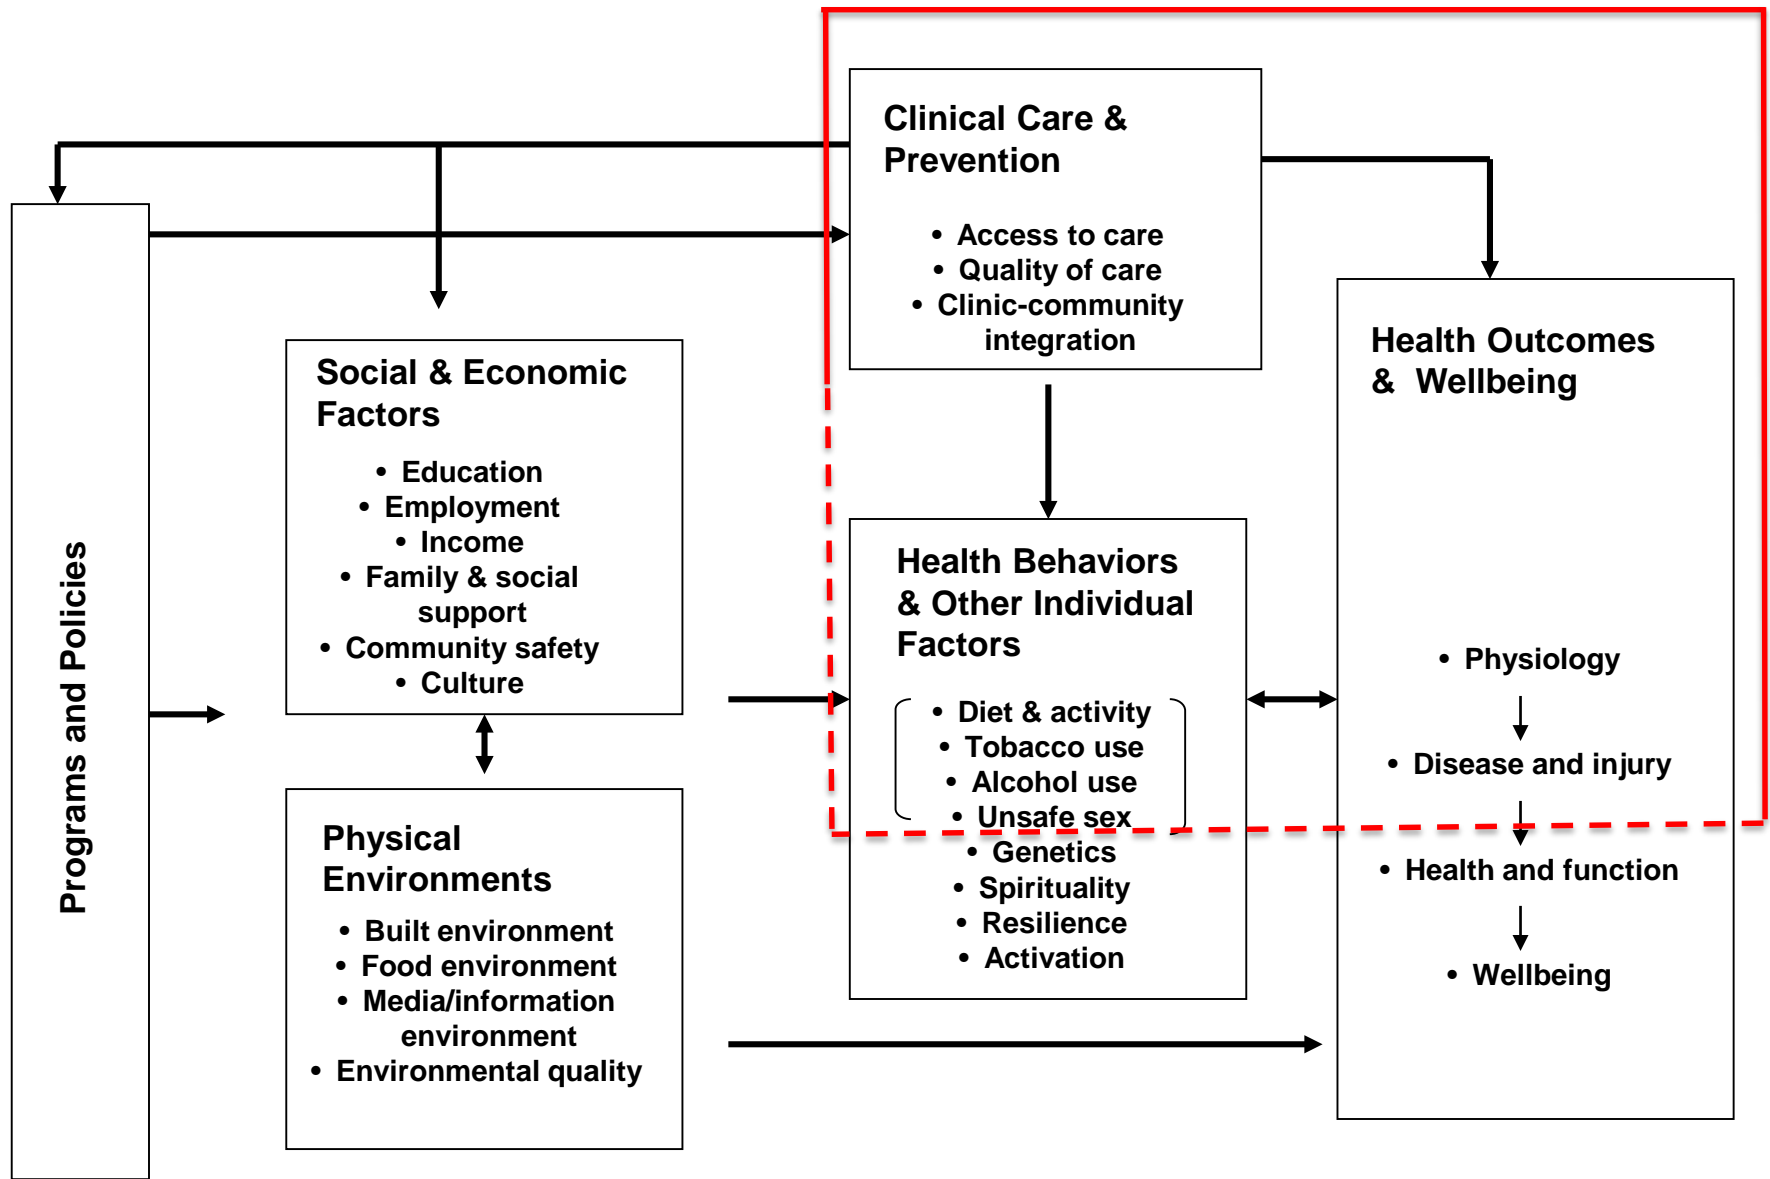 Programs and Policies
Social & Economic
Factors
• Education
• Employment
• Income
• Family & social
support
• Community safety
• Culture
Physical
Environments
• Built environment
• Food environment
• Media/information
environment
• Environmental quality
Clinical Care &
Prevention
• Access to care
• Quality of care
• Clinic-community
integration
Health Behaviors
& Other Individual
Factors
• Diet & activity
• Tobacco use
• Alcohol use
• Unsafe sex
• Genetics
• Spirituality
• Resilience
• Activation
Health Outcomes
& Wellbeing
• Physiology
• Disease and injury
• Health and function
• Wellbeing